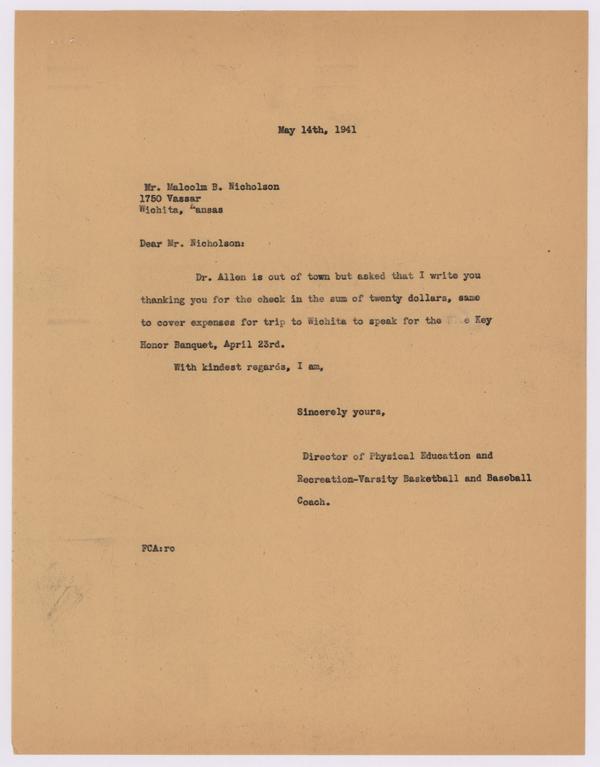 May 14th, 1941
Mr. Malcolm B. Nicholson
1750 Vassar
Wichita, Kansas
Dear Mr. Nicholson:
Dr. Allen is out of town but asked that I write you
thanking you for the check in the sum of twenty dollars, same
to cover expenses for trip to Wichita to speak for the Key
Honor Banquet, April 23rd.
With kindest regards, I am,
Sincerely yours,
Director of Physical Education and
Recreation-Varsity Basketball and Baseball
Coach.
FCA:rc